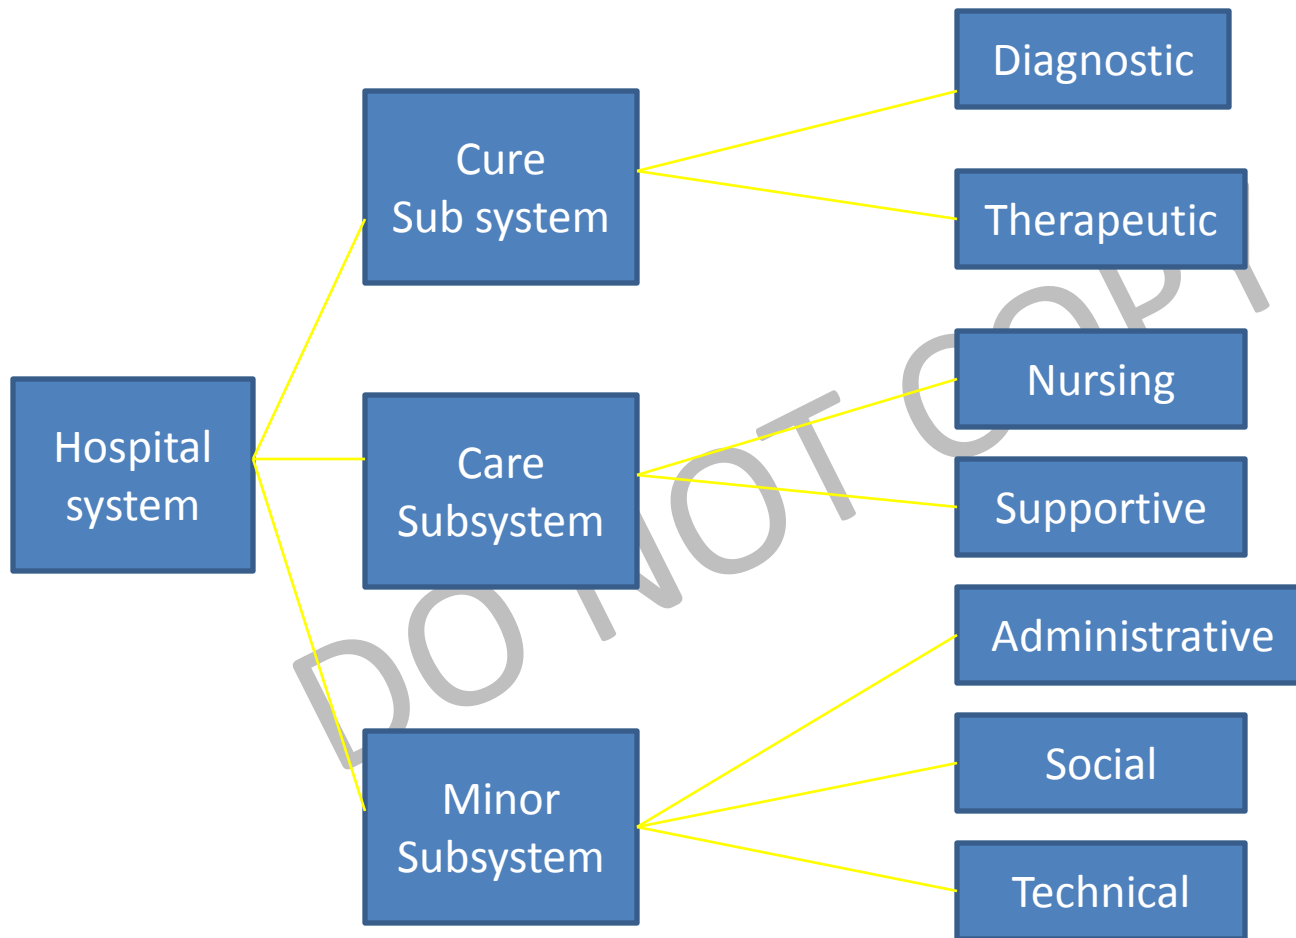 Hospital
system
Cure
Sub system
Care
Subsystem
Minor
Subsystem
Diagnostic
Therapeutic
Nursing
Supportive
Administrative
Social
Technical
DO NOT COPY